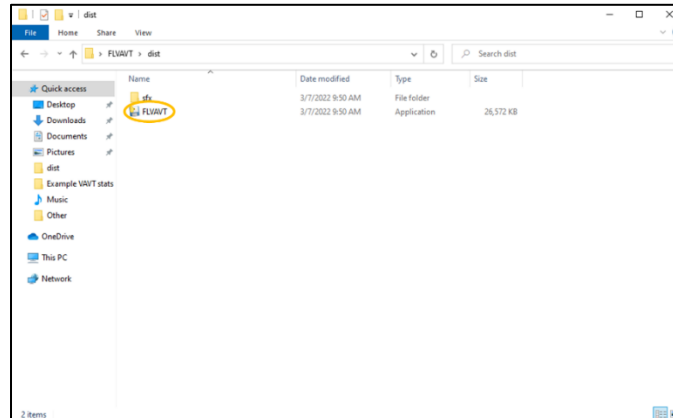 dist
File Home Share View
FLVAVT > dist
Search dist
Name Date modified Type Size
Quick access
Desktop
Downloads
Documents
Pictures
dist
Example VAVT stats
Music
Other
OneDrive
This PC
Network
sfx 3/7/2022 9:50 AM File folder
FLVAVT 3/7/2022 9:50 AM Application 26,572 KB
2 items